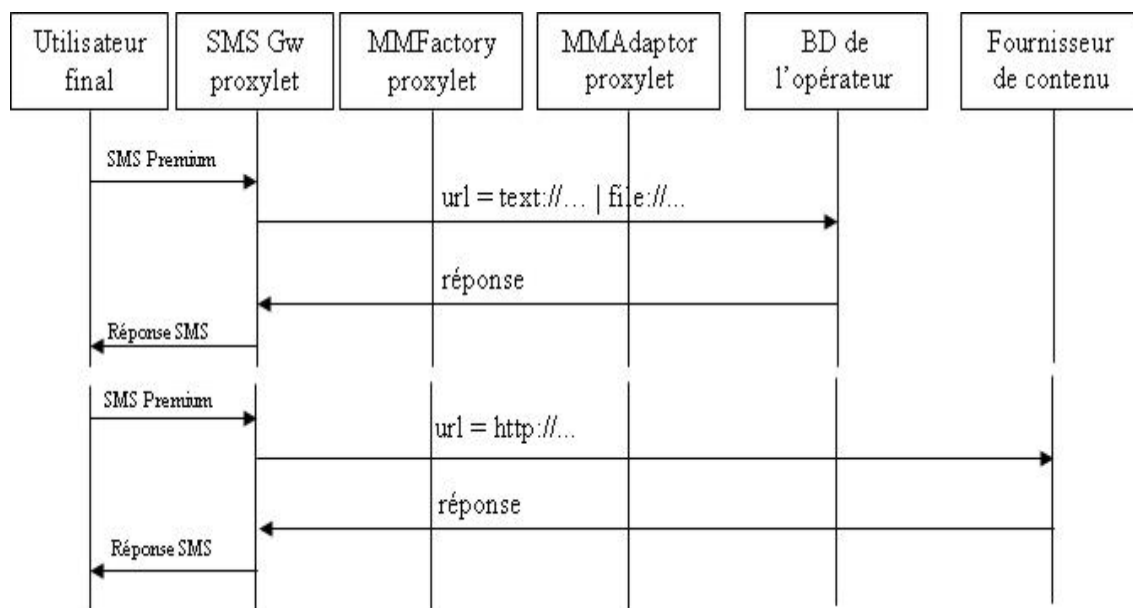 Utilisateur
final
SMS Gw
proxylet
MMFactory
proxylet
MMAdaptor
proxylet
BD de
l'opérateur
Fournisseur
de contenu
SMS Premium
url = text://... | file://...
réponse
Réponse SMS
SMS Premium
url = http://...
réponse
Réponse SMS